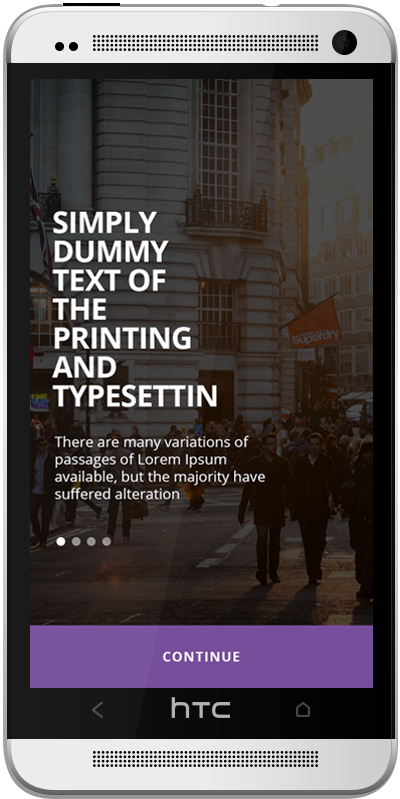 SIMPLY
DUMMY
TEXT OF
THE
PRINTING
AND
TYPESETTIN
Superdry
There are many variations of
passages of Lorem Ipsum
available, but the majority have
suffered alteration
CONTINUE
hTC